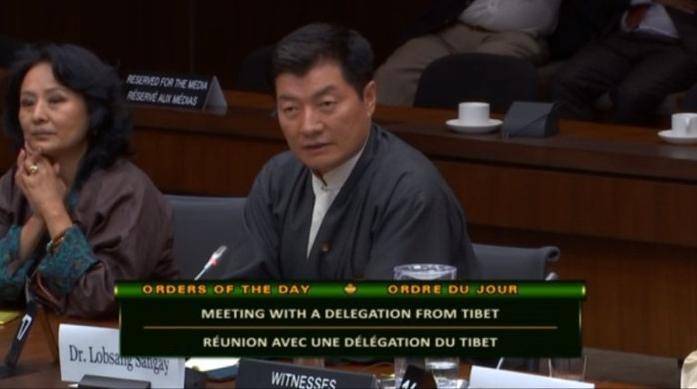 RESERVED FOR THE MEDIA
RÉSERVÉ AUX MÉDIAS
ORDERS OF THE DAY ORDRE DU JOUR
MEETING WITH A DELEGATION FROM TIBET
RÉUNION AVEC UNE DÉLÉGATION DU TIBET
Dr. Lobsang Sangay
WITNESSES
17